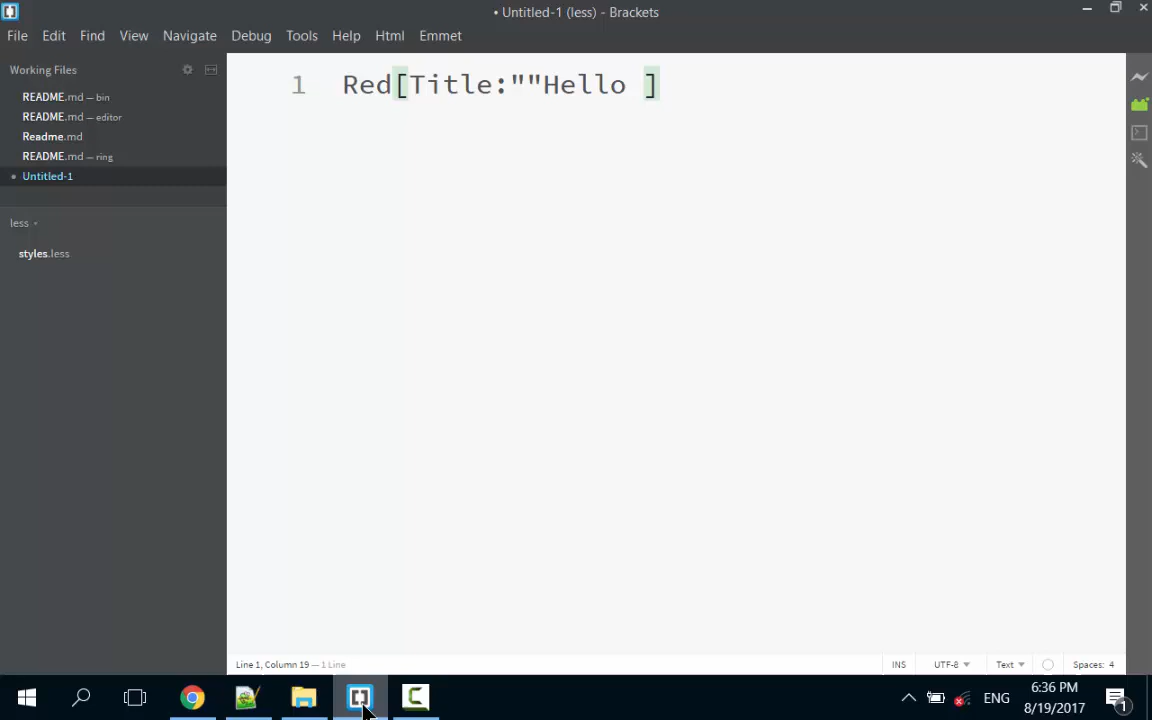 • Untitled-1 (less) - Brackets
File Edit Find View Navigate Debug Tools Help Html Emmet
Working Files
README.md — bin
README.md — editor
Readme.md
README.md — ring
• Untitled-1
less
styles.less
1 Red[Title:""Hello ]
Line 1, Column 19 — 1 Line
INS UTF-8 Text Spaces: 4
ENG
6:36 PM
8/19/2017
1